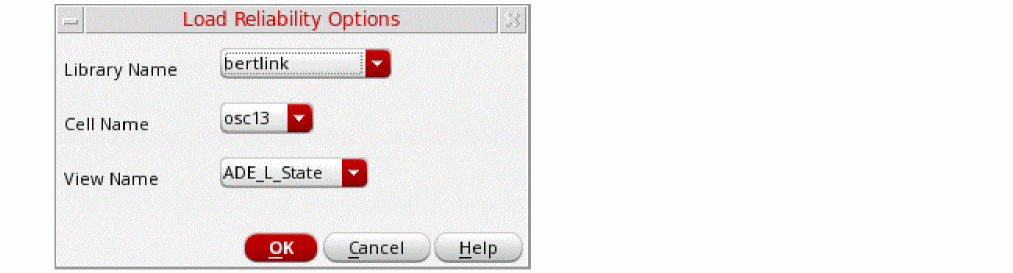 Load Reliability Options
Library Name bertlink
Cell Name osc13
View Name ADE_L_State
OK Cancel Help